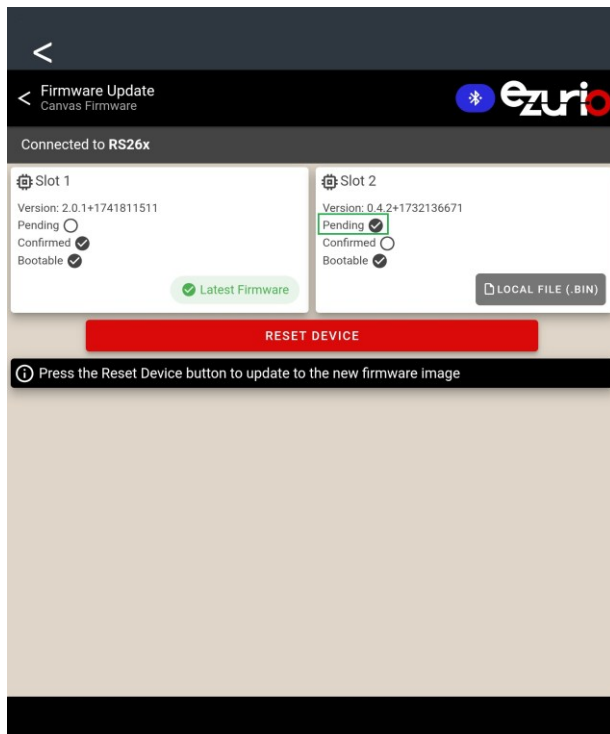 <
< Firmware Update
Canvas Firmware
ezurio
Connected to RS26x
Slot 1
Version: 2.0.1+1741811511
Pending
Confirmed
Bootable
Latest Firmware
Slot 2
Version: 0.4.2+1732136671
Pending
Confirmed
Bootable
LOCAL FILE (.BIN)
RESET DEVICE
Press the Reset Device button to update to the new firmware image